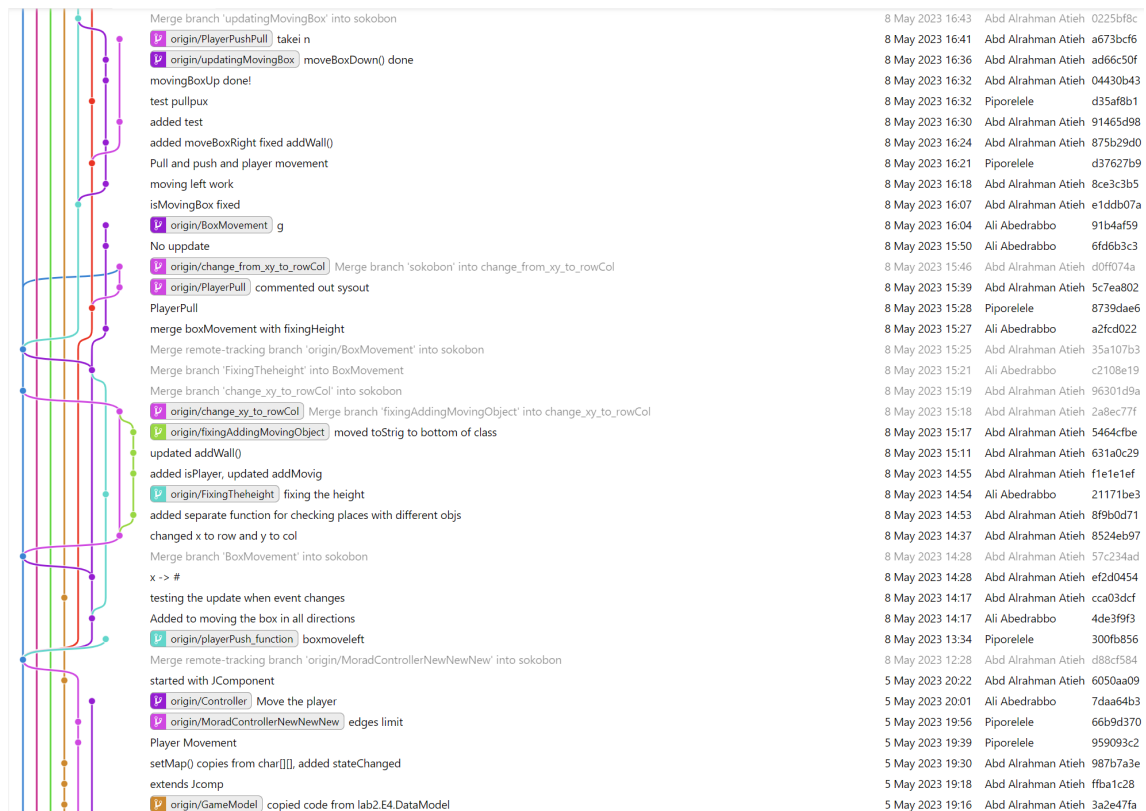 Merge branch 'updatingMovingBox' into sokobon 8 May 2023 16:43 Abd Alrahman Atieh 0225bf8c
origin/PlayerPushPull takei n 8 May 2023 16:41 Abd Alrahman Atieh a673bcf6
origin/updatingMovingBox moveBoxDown() done 8 May 2023 16:36 Abd Alrahman Atieh ad66c50f
movingBoxUp done! 8 May 2023 16:32 Abd Alrahman Atieh 04430b43
test pullpux 8 May 2023 16:32 Piporelele d35af8b1
added test 8 May 2023 16:30 Abd Alrahman Atieh 91465d98
added moveBoxRight fixed addWall() 8 May 2023 16:24 Abd Alrahman Atieh 875b29d0
Pull and push and player movement 8 May 2023 16:21 Piporelele d37627b9
moving left work 8 May 2023 16:18 Abd Alrahman Atieh 8ce3c3b5
isMovingBox fixed 8 May 2023 16:07 Abd Alrahman Atieh e1ddb07a
origin/BoxMovement g 8 May 2023 16:04 Ali Abedrabbo 91b4af59
No uppdate 8 May 2023 15:50 Ali Abedrabbo 6fd6b3c3
origin/change_from_xy_to_rowCol Merge branch 'sokobon' into change_from_xy_to_rowCol 8 May 2023 15:46 Abd Alrahman Atieh d0ff074a
origin/PlayerPull commented out sysout 8 May 2023 15:39 Abd Alrahman Atieh 5c7ea802
PlayerPull 8 May 2023 15:28 Piporelele 8739dae6
merge boxMovement with fixingHeight 8 May 2023 15:27 Ali Abedrabbo a2fcd022
Merge remote-tracking branch 'origin/BoxMovement' into sokobon 8 May 2023 15:25 Abd Alrahman Atieh 35a107b3
Merge branch 'FixingTheheight' into BoxMovement 8 May 2023 15:21 Ali Abedrabbo c2108e19
Merge branch 'change_xy_to_rowCol' into sokobon 8 May 2023 15:19 Abd Alrahman Atieh 96301d9a
origin/change_xy_to_rowCol Merge branch 'fixingAddingMovingObject' into change_xy_to_rowCol 8 May 2023 15:18 Abd Alrahman Atieh 2a8ec77f
origin/fixingAddingMovingObject moved toStrig to bottom of class 8 May 2023 15:17 Abd Alrahman Atieh 5464cfbe
updated addWall() 8 May 2023 15:11 Abd Alrahman Atieh 631a0c29
added isPlayer, updated addMovig 8 May 2023 14:55 Abd Alrahman Atieh f1e1e1ef
origin/FixingTheheight fixing the height 8 May 2023 14:54 Ali Abedrabbo 21171be3
added separate function for checking places with different objs 8 May 2023 14:53 Abd Alrahman Atieh 8f9b0d71
changed x to row and y to col 8 May 2023 14:37 Abd Alrahman Atieh 8524eb97
Merge branch 'BoxMovement' into sokobon 8 May 2023 14:28 Abd Alrahman Atieh 57c234ad
x -> # 8 May 2023 14:28 Abd Alrahman Atieh ef2d0454
testing the update when event changes 8 May 2023 14:17 Abd Alrahman Atieh cca03dcf
Added to moving the box in all directions 8 May 2023 14:17 Ali Abedrabbo 4de3f9f3
origin/playerPush_function boxmoveleft 8 May 2023 13:34 Piporelele 300fb856
Merge remote-tracking branch 'origin/MoradControllerNewNewNew' into sokobon 8 May 2023 12:28 Abd Alrahman Atieh d88cf584
started with JComponent 5 May 2023 20:22 Abd Alrahman Atieh 6050aa09
origin/Controller Move the player 5 May 2023 20:01 Ali Abedrabbo 7daa64b3
origin/MoradControllerNewNewNew edges limit 5 May 2023 19:56 Piporelele 66b9d370
Player Movement 5 May 2023 19:39 Piporelele 959093c2
setMap() copies from char[][], added stateChanged 5 May 2023 19:30 Abd Alrahman Atieh 987b7a3e
extends Jcomp 5 May 2023 19:18 Abd Alrahman Atieh ffba1c28
origin/GameModel copied code from lab2.E4.DataModel 5 May 2023 19:16 Abd Alrahman Atieh 3a2e47fa